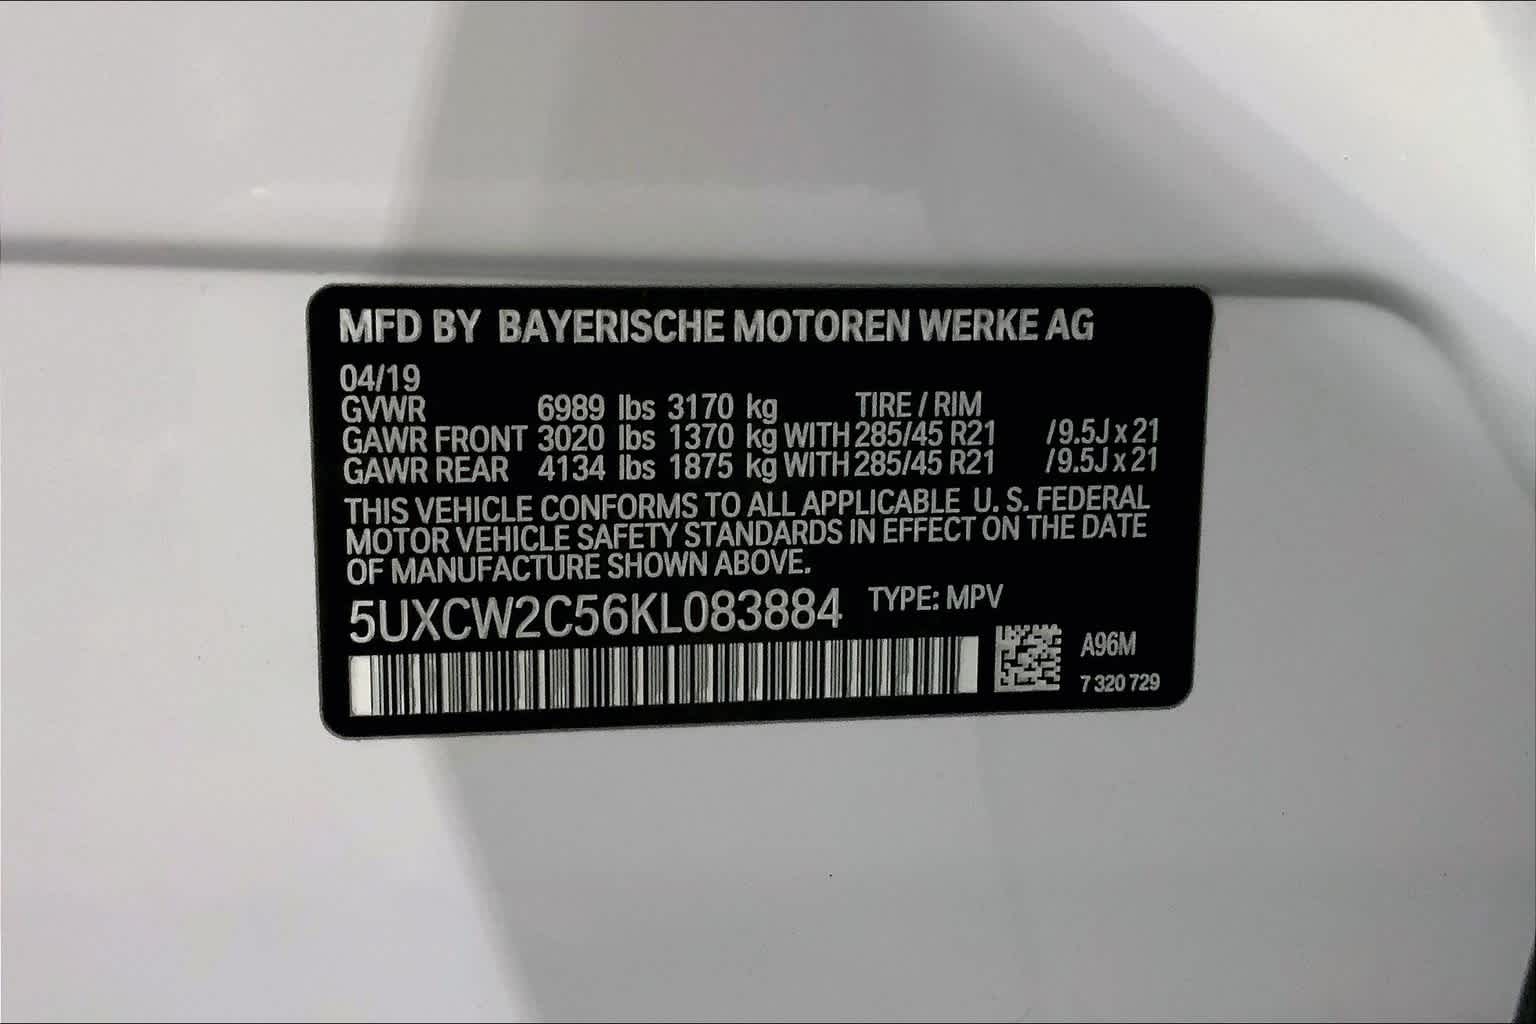 MFD BY BAYERISCHE MOTOREN WERKE AG
04/19
GVWR 6989 lbs 3170 kg TIRE / RIM
GAWR FRONT 3020 lbs 1370 kg WITH 285/45 R21 /9.5J x 21
GAWR REAR 4134 lbs 1875 kg WITH 285/45 R21 /9.5J x 21
THIS VEHICLE CONFORMS TO ALL APPLICABLE U. S. FEDERAL
MOTOR VEHICLE SAFETY STANDARDS IN EFFECT ON THE DATE
OF MANUFACTURE SHOWN ABOVE.
5UXCW2C56KL083884 TYPE: MPV
A96M
7 320 729